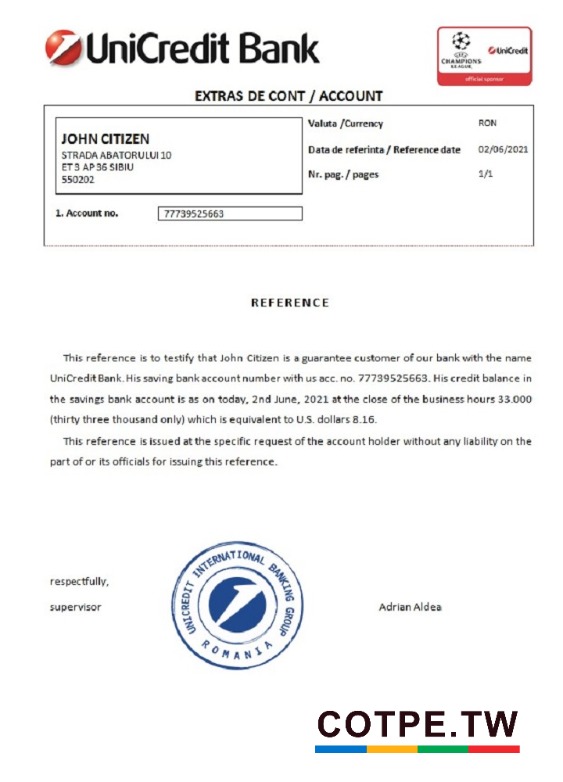 UniCredit Bank
CHAMPIONS
LEAGUE
UniCredit
official sponsor
EXTRAS DE CONT / ACCOUNT
JOHN CITIZEN
STRADA ABATORULUI 10
ET 3 AP 36 SIBIU
550202
Valuta /Currency RON
Data de referinta / Reference date 02/06/2021
Nr. pag. / pages 1/1
1. Account no. 77739525663
REFERENCE
This reference is to testify that John Citizen is a guarantee customer of our bank with the name
UniCredit Bank. His saving bank account number with us acc. no. 77739525663. His credit balance in
the savings bank account is as on today, 2nd June, 2021 at the close of the business hours 33.000
(thirty three thousand only) which is equivalent to U.S. dollars 8.16.
This reference is issued at the specific request of the account holder without any liability on the
part of or its officials for issuing this reference.
respectfully,
supervisor
UNICREDIT INTERNATIONAL BANKING GROUP
ROMANIA
Adrian Aldea
COTPE.TW